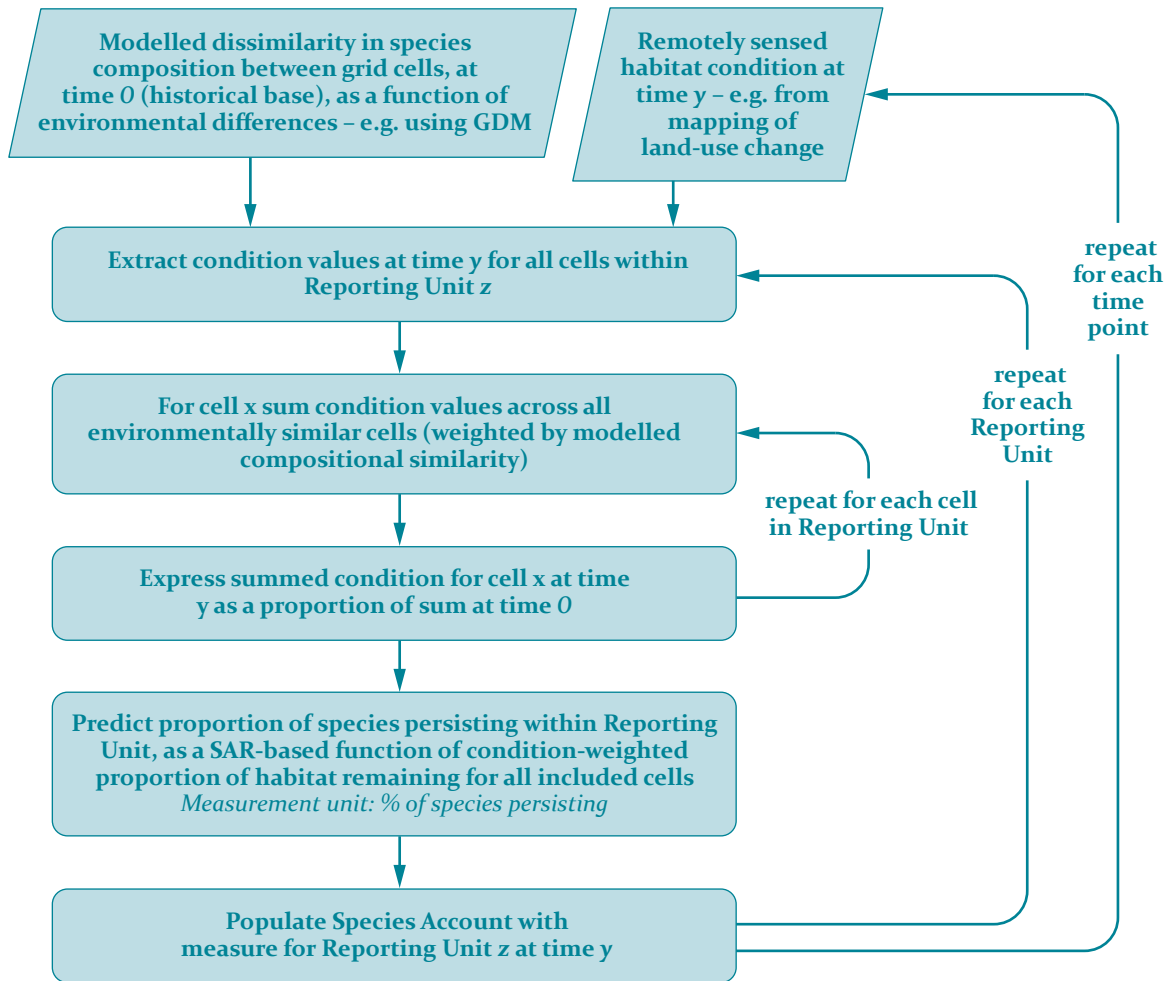 Modelled dissimilarity in species
composition between grid cells, at
time 0 (historical base), as a function of
environmental differences – e.g. using GDM
Remotely sensed
habitat condition at
time y – e.g. from
mapping of
land-use change
Extract condition values at time y for all cells within
Reporting Unit z
For cell x sum condition values across all
environmentally similar cells (weighted by modelled
compositional similarity)
Express summed condition for cell x at time
y as a proportion of sum at time 0
Predict proportion of species persisting within Reporting
Unit, as a SAR-based function of condition-weighted
proportion of habitat remaining for all included cells
Measurement unit: % of species persisting
Populate Species Account with
measure for Reporting Unit z at time y
repeat for each cell
in Reporting Unit
repeat
for each
Reporting
Unit
repeat
for each
time
point